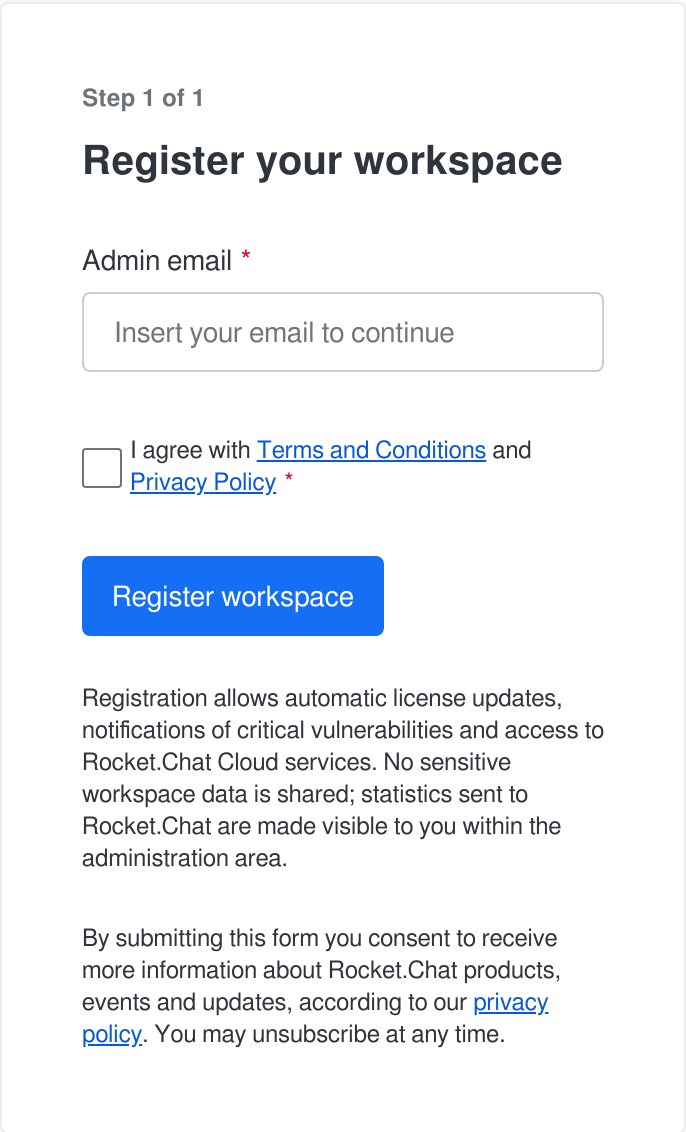 Step 1 of 1
Register your workspace
Admin email *
Insert your email to continue
I agree with Terms and Conditions and
Privacy Policy *
Register workspace
Registration allows automatic license updates,
notifications of critical vulnerabilities and access to
Rocket.Chat Cloud services. No sensitive
workspace data is shared; statistics sent to
Rocket.Chat are made visible to you within the
administration area.
By submitting this form you consent to receive
more information about Rocket.Chat products,
events and updates, according to our privacy
policy. You may unsubscribe at any time.